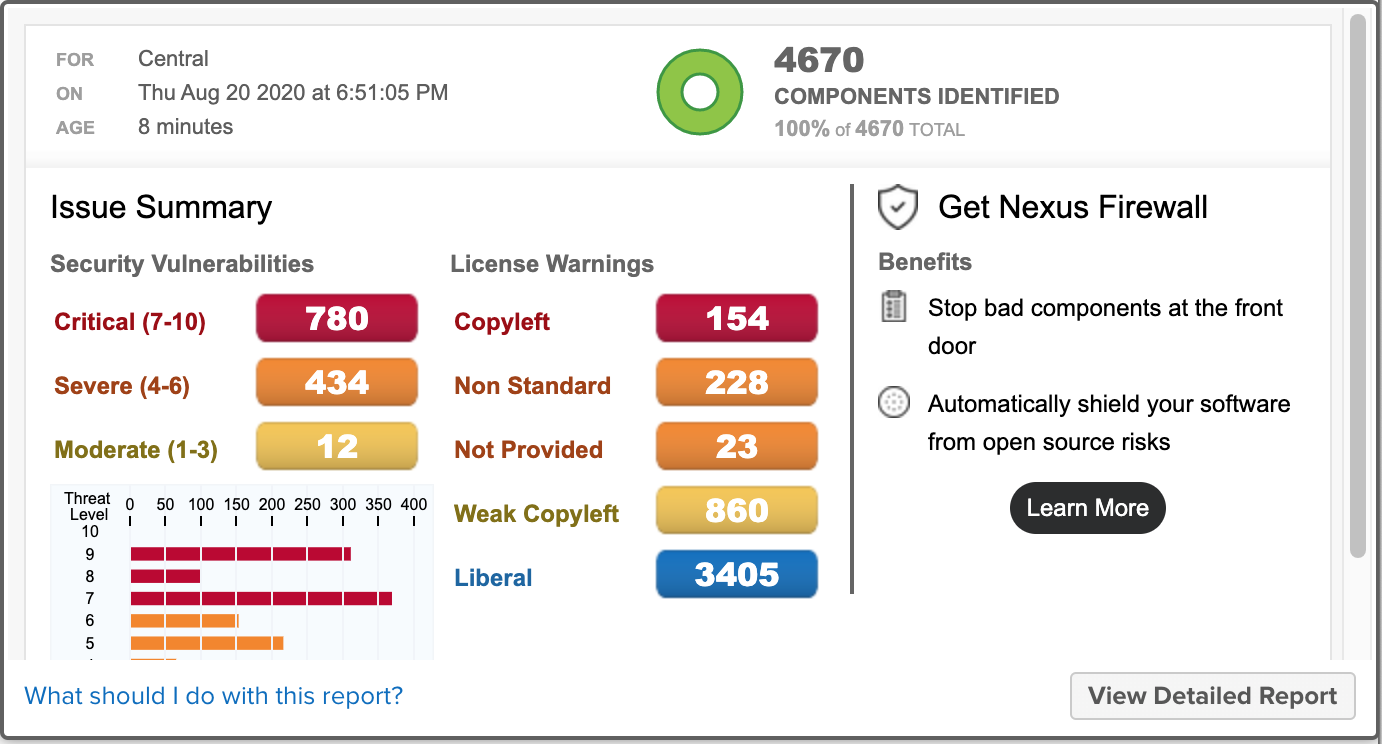 FOR Central
ON Thu Aug 20 2020 at 6:51:05 PM
AGE 8 minutes
4670
COMPONENTS IDENTIFIED
100% of 4670 TOTAL
Issue Summary
Security Vulnerabilities
Critical (7-10) 780
Severe (4-6) 434
Moderate (1-3) 12
Threat
Level
0 50 100 150 200 250 300 350 400
10
9
8
7
6
5
License Warnings
Copyleft 154
Non Standard 228
Not Provided 23
Weak Copyleft 860
Liberal 3405
Get Nexus Firewall
Benefits
Stop bad components at the front
door
Automatically shield your software
from open source risks
Learn More
What should I do with this report?
View Detailed Report